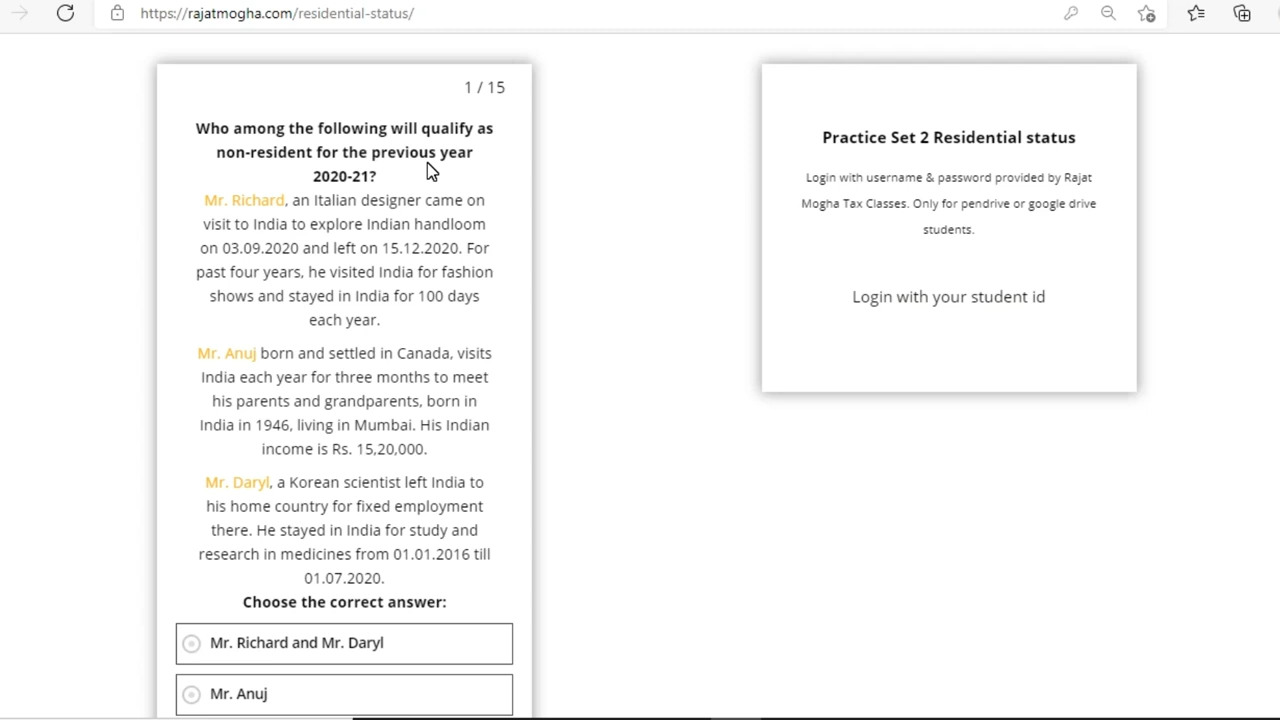 https://rajatmogha.com/residential-status/
1 / 15
Who among the following will qualify as
non-resident for the previous year
2020-21?
Mr. Richard, an Italian designer came on
visit to India to explore Indian handloom
on 03.09.2020 and left on 15.12.2020. For
past four years, he visited India for fashion
shows and stayed in India for 100 days
each year.
Mr. Anuj born and settled in Canada, visits
India each year for three months to meet
his parents and grandparents, born in
India in 1946, living in Mumbai. His Indian
income is Rs. 15,20,000.
Mr. Daryl, a Korean scientist left India to
his home country for fixed employment
there. He stayed in India for study and
research in medicines from 01.01.2016 till
01.07.2020.
Choose the correct answer:
Mr. Richard and Mr. Daryl
Mr. Anuj
Practice Set 2 Residential status
Login with username & password provided by Rajat
Mogha Tax Classes. Only for pendrive or google drive
students.
Login with your student id